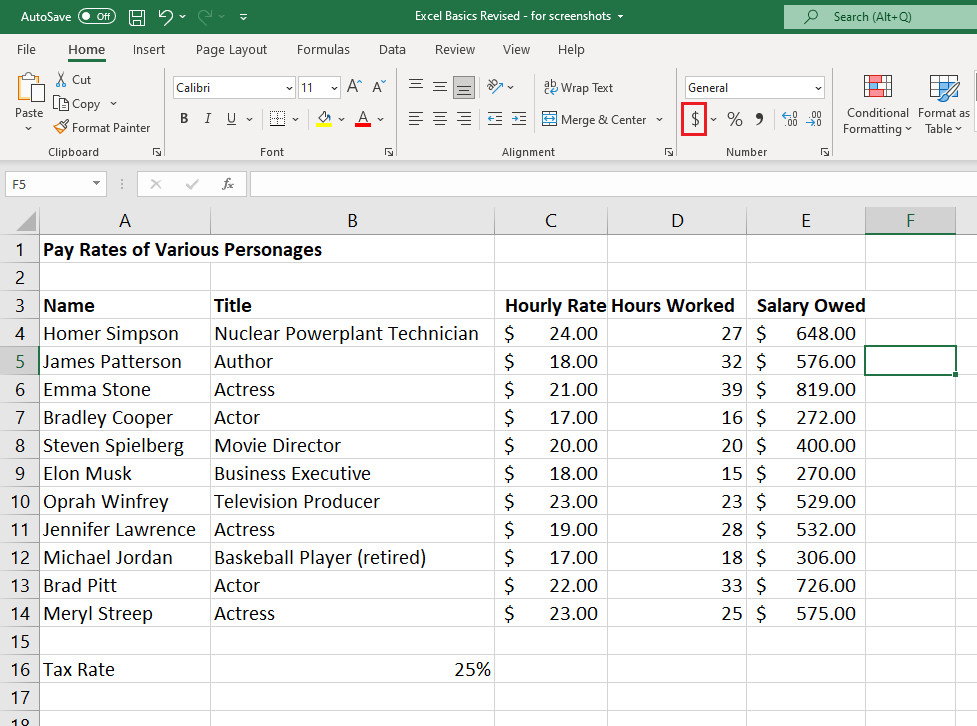 AutoSave Off Excel Basics Revised - for screenshots Search (Alt+Q)
File Home Insert Page Layout Formulas Data Review View Help
Cut
Copy
Format Painter
Paste
Calibri 11
B I U A
ab Wrap Text
Merge & Center
General
$ % 9
Conditional Formatting
Format as Table
Clipboard Font Alignment Number
F5 fx
A B C D E F
1 Pay Rates of Various Personages
2
3 Name Title Hourly Rate Hours Worked Salary Owed
4 Homer Simpson Nuclear Powerplant Technician $ 24.00 27 $ 648.00
5 James Patterson Author $ 18.00 32 $ 576.00
6 Emma Stone Actress $ 21.00 39 $ 819.00
7 Bradley Cooper Actor $ 17.00 16 $ 272.00
8 Steven Spielberg Movie Director $ 20.00 20 $ 400.00
9 Elon Musk Business Executive $ 18.00 15 $ 270.00
10 Oprah Winfrey Television Producer $ 23.00 23 $ 529.00
11 Jennifer Lawrence Actress $ 19.00 28 $ 532.00
12 Michael Jordan Baskeball Player (retired) $ 17.00 18 $ 306.00
13 Brad Pitt Actor $ 22.00 33 $ 726.00
14 Meryl Streep Actress $ 23.00 25 $ 575.00
15
16 Tax Rate 25%
17
18